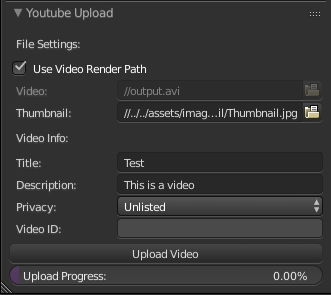 Youtube Upload
File Settings:
Use Video Render Path
Video: //output.avi
Thumbnail: //../../assets/imag...il/Thumbnail.jpg
Video Info:
Title: Test
Description: This is a video
Privacy: Unlisted
Video ID:
Upload Video
Upload Progress: 0.00%